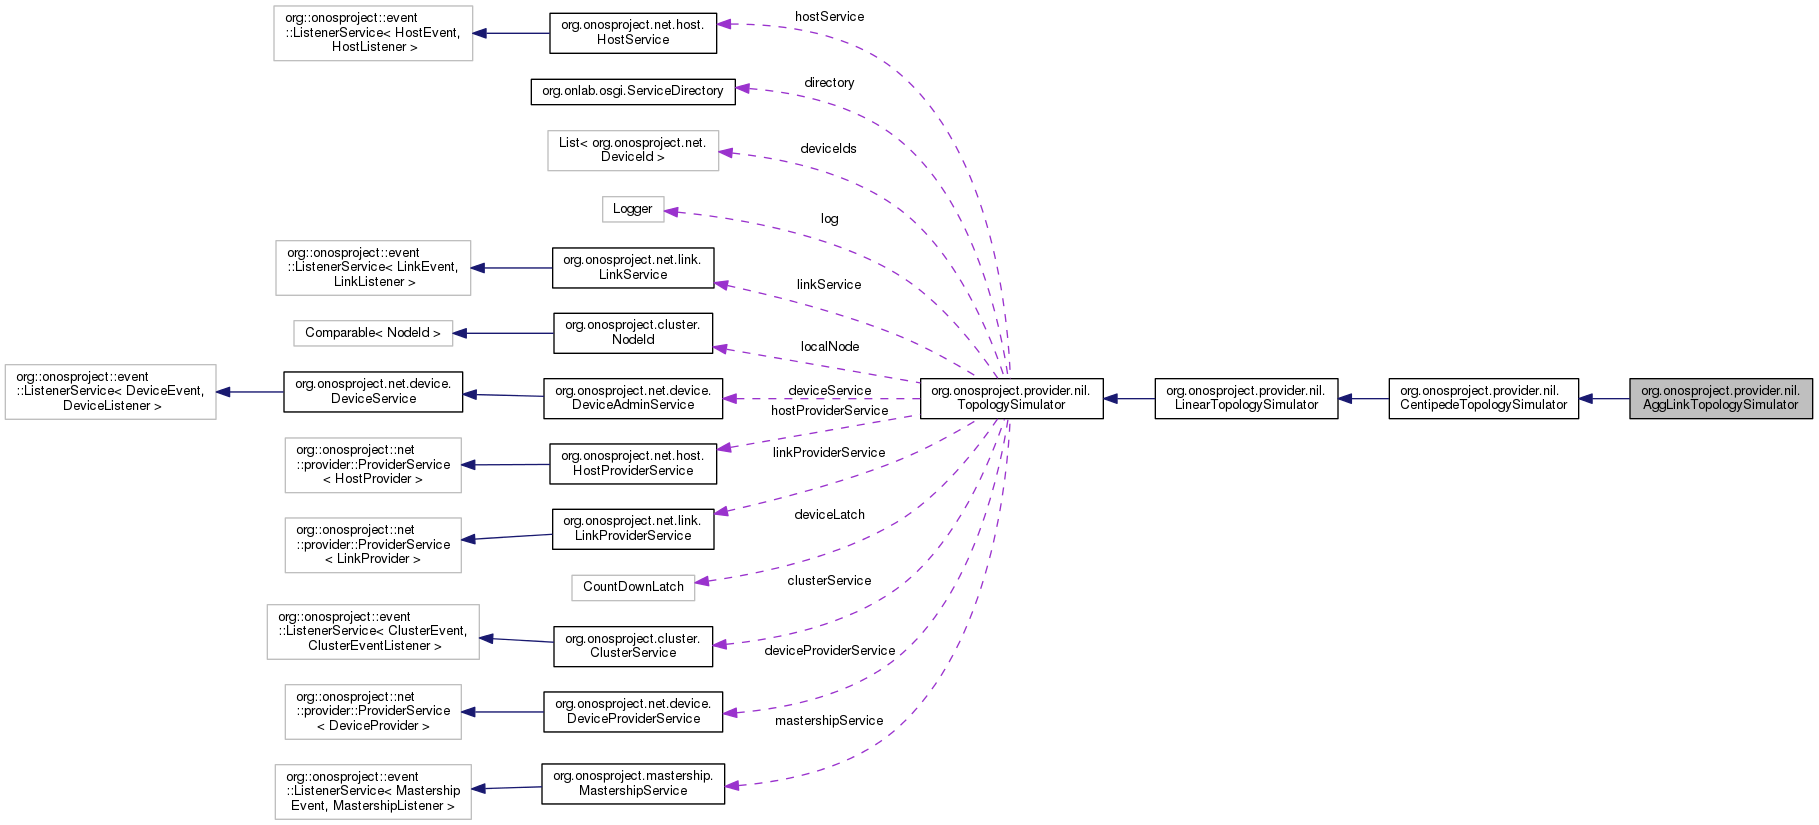 org::onosproject::event
::ListenerService< HostEvent,
HostListener >
org.onosproject.net.host.
HostService
hostService
org.onlab.osgi.ServiceDirectory
directory
List< org.onosproject.net.
DeviceId >
deviceIds
Logger
log
org::onosproject::event
::ListenerService< LinkEvent,
LinkListener >
org.onosproject.net.link.
LinkService
linkService
Comparable< NodeId >
org.onosproject.cluster.
NodeId
localNode
org::onosproject::event
::ListenerService< DeviceEvent,
DeviceListener >
org.onosproject.net.device.
DeviceService
org.onosproject.net.device.
DeviceAdminService
deviceService
org.onosproject.provider.nil.
TopologySimulator
org.onosproject.provider.nil.
LinearTopologySimulator
org.onosproject.provider.nil.
CentipedeTopologySimulator
org.onosproject.provider.nil.
AggLinkTopologySimulator
org::onosproject::net
::provider::ProviderService
< HostProvider >
org.onosproject.net.host.
HostProviderService
hostProviderService
org::onosproject::net
::provider::ProviderService
< LinkProvider >
org.onosproject.net.link.
LinkProviderService
linkProviderService
CountDownLatch
deviceLatch
org::onosproject::event
::ListenerService< ClusterEvent,
ClusterEventListener >
org.onosproject.cluster.
ClusterService
clusterService
org::onosproject::net
::provider::ProviderService
< DeviceProvider >
org.onosproject.net.device.
DeviceProviderService
deviceProviderService
org::onosproject::event
::ListenerService< Mastership
Event, MastershipListener >
org.onosproject.mastership.
MastershipService
mastershipService